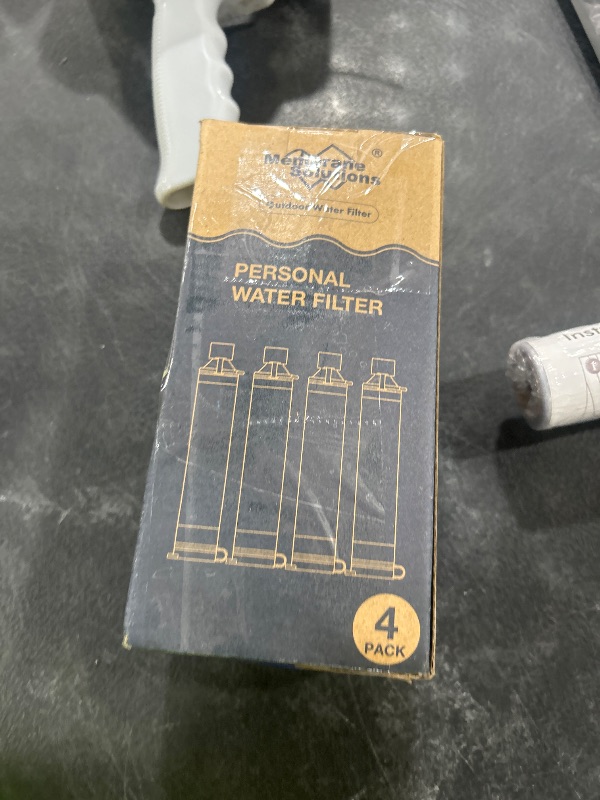 Membrane
Solutions
®
Outdoor Water Filter
PERSONAL
WATER FILTER
4
PACK